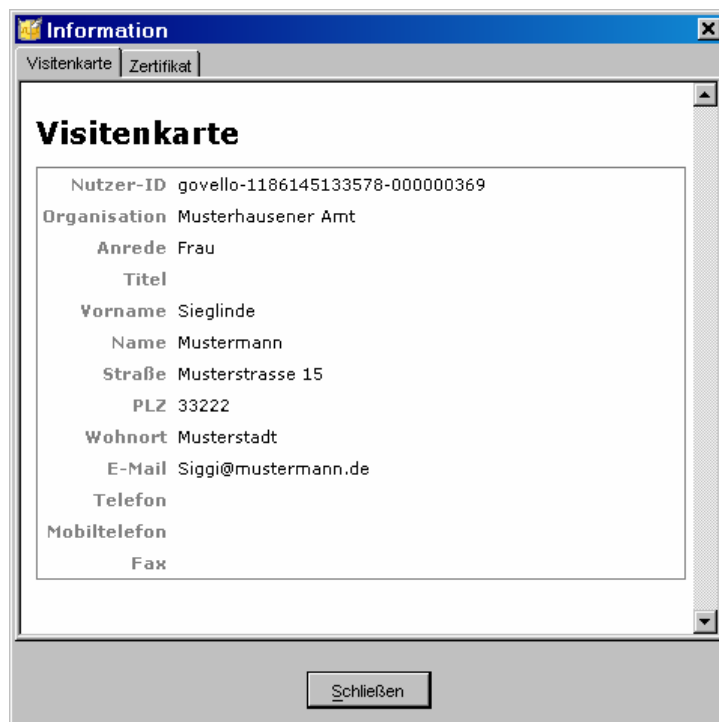 Information
Visitenkarte Zertifikat
Visitenkarte
Nutzer-ID govello-1186145133578-000000369
Organisation Musterhausener Amt
Anrede Frau
Titel
Vorname Sieglinde
Name Mustermann
Straße Musterstrasse 15
PLZ 33222
Wohnort Musterstadt
E-Mail Siggi@mustermann.de
Telefon
Mobiltelefon
Fax
Schließen